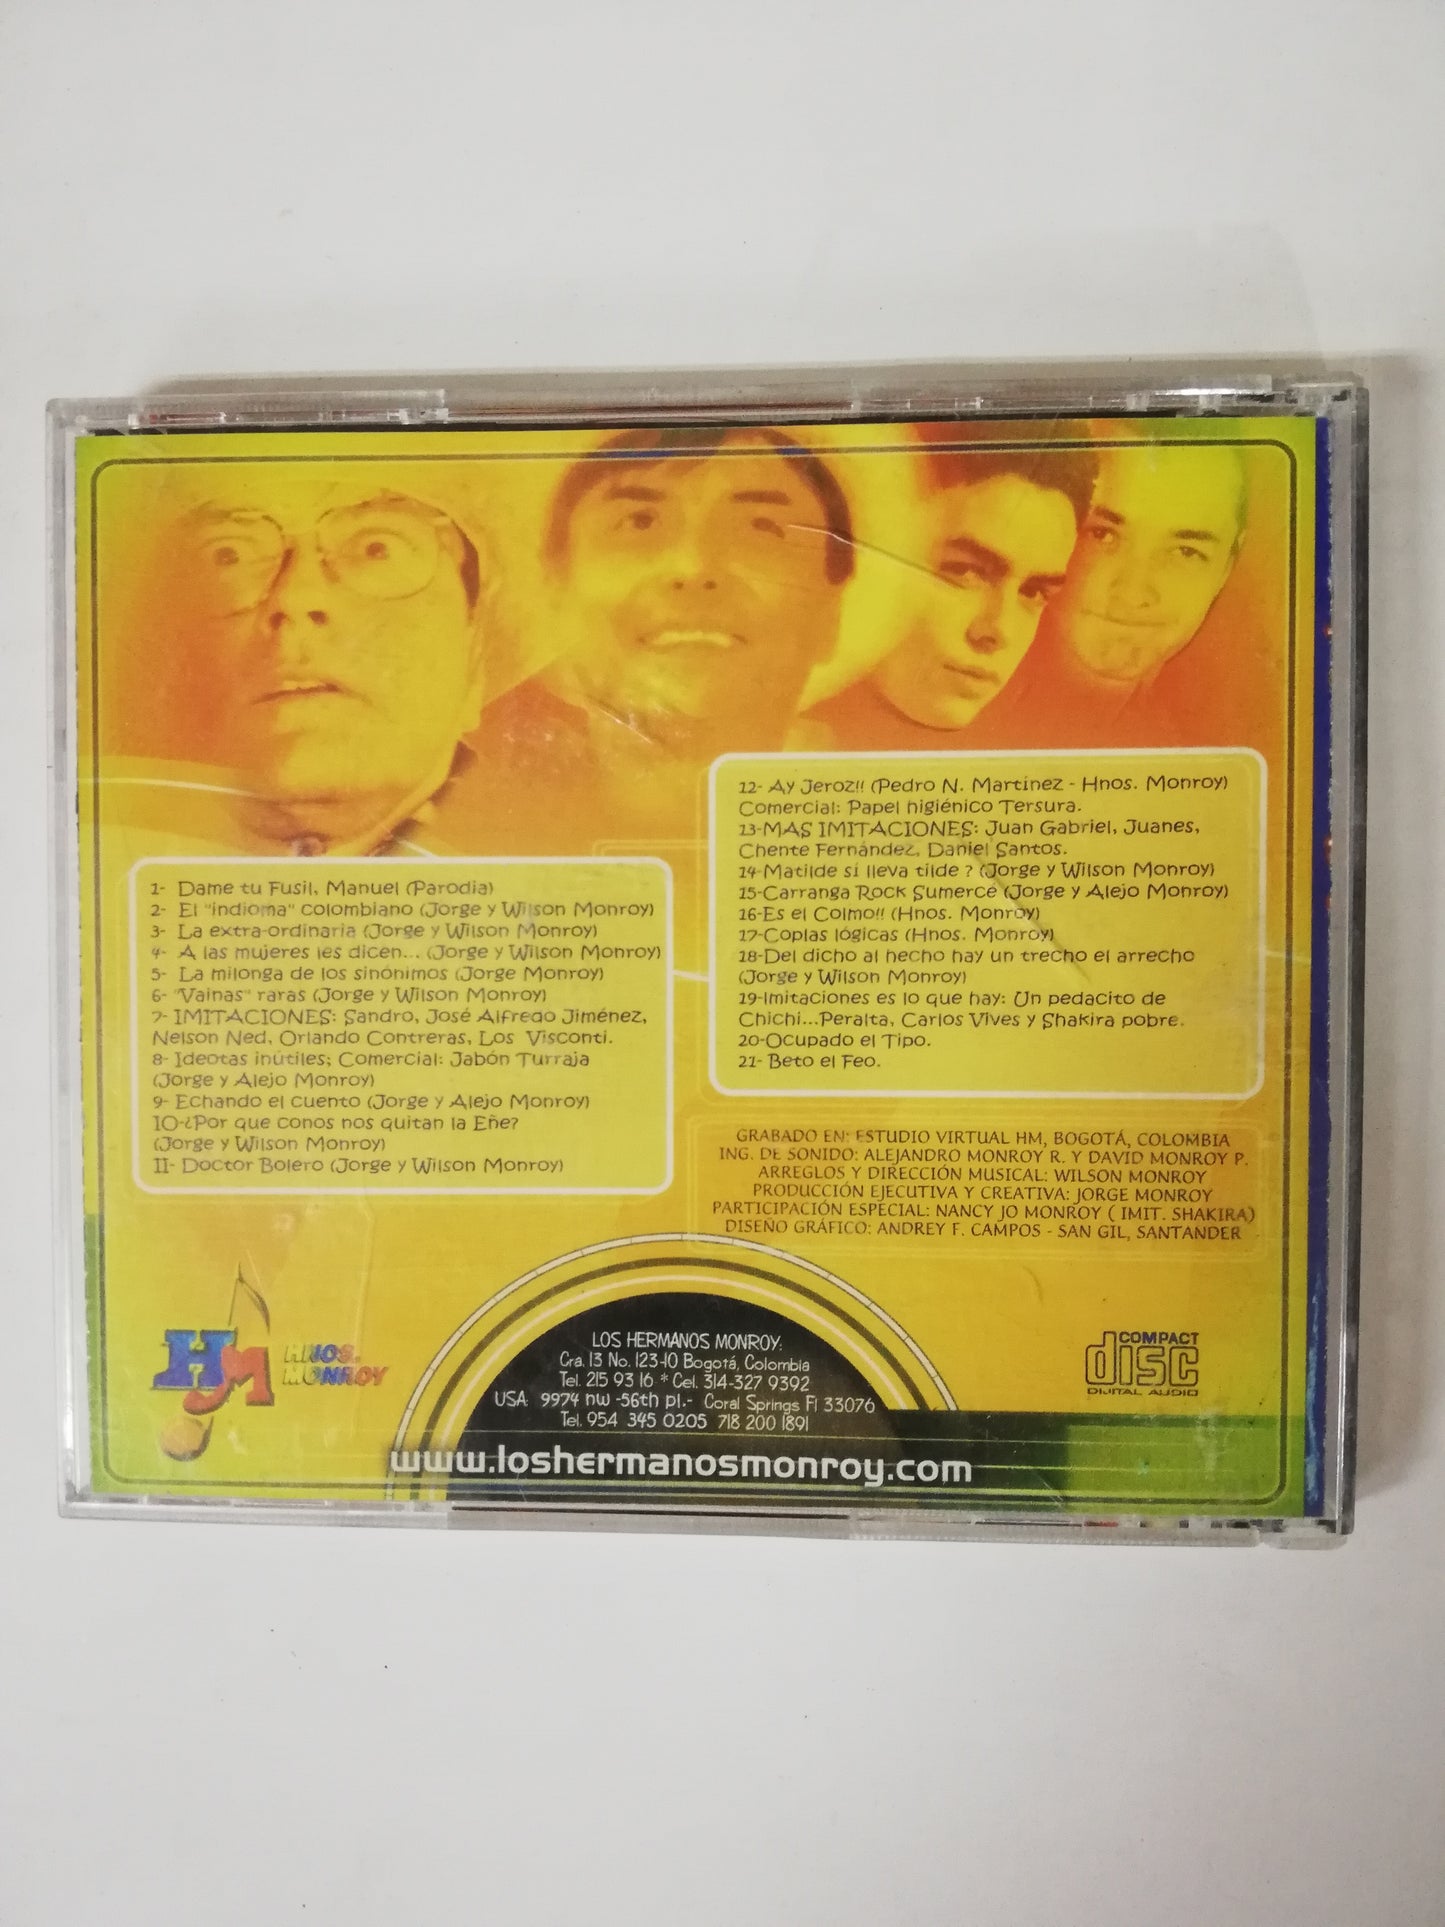 1- Dame tu Fusil, Manuel (Parodia)
2- El "indioma" colombiano (Jorge y Wilson Monroy)
3- La extra-ordinaria (Jorge y Wilson Monroy)
4- A las mujeres les dicen... (Jorge y Wilson Monroy)
5- La milonga de los sinónimos (Jorge Monroy)
6- "Vainas" raras (Jorge y Wilson Monroy)
7- IMITACIONES: Sandro, José Alfredo Jiménez,
Nelson Ned, Orlando Contreras, Los Visconti.
8- Ideotas inútiles; Comercial: Jabón Turraja
(Jorge y Alejo Monroy)
9- Echando el cuento (Jorge y Alejo Monroy)
10-¿Por que conos nos quitan la Eñe?
(Jorge y Wilson Monroy)
11- Doctor Bolero (Jorge y Wilson Monroy)
12- Ay Jeroz!! (Pedro N. Martínez - Hnos. Monroy)
Comercial: Papel higiénico Tersura.
13-MAS IMITACIONES: Juan Gabriel, Juanes,
Chente Fernández, Daniel Santos.
14-Matilde sí lleva tilde ? (Jorge y Wilson Monroy)
15-Carranga Rock Sumercé (Jorge y Alejo Monroy)
16-Es el Colmo!! (Hnos. Monroy)
17-Coplas lógicas (Hnos. Monroy)
18-Del dicho al hecho hay un trecho el arrecho
(Jorge y Wilson Monroy)
19-Imitaciones es lo que hay: Un pedacito de
Chichi...Peralta, Carlos Vives y Shakira pobre.
20-Ocupado el Tipo.
21- Beto el Feo.
GRABADO EN: ESTUDIO VIRTUAL HM, BOGOTÁ, COLOMBIA
ING. DE SONIDO: ALEJANDRO MONROY R. Y DAVID MONROY P.
ARREGLOS Y DIRECCIÓN MUSICAL: WILSON MONROY
PRODUCCIÓN EJECUTIVA Y CREATIVA: JORGE MONROY
PARTICIPACIÓN ESPECIAL: NANCY JO MONROY ( IMIT. SHAKIRA)
DISEÑO GRÁFICO: ANDREY F. CAMPOS - SAN GIL, SANTANDER
HM HNOS.
MONROY
LOS HERMANOS MONROY:
Cra. 13 No. 123-10 Bogotá, Colombia
Tel. 215 93 16 * Cel. 314-327 9392
USA: 9974 nw -56th pl.- Coral Springs Fl 33076
Tel. 954 345 0205 718 200 1891
www.loshermanosmonroy.com
COMPACT
disc
DIGITAL AUDIO